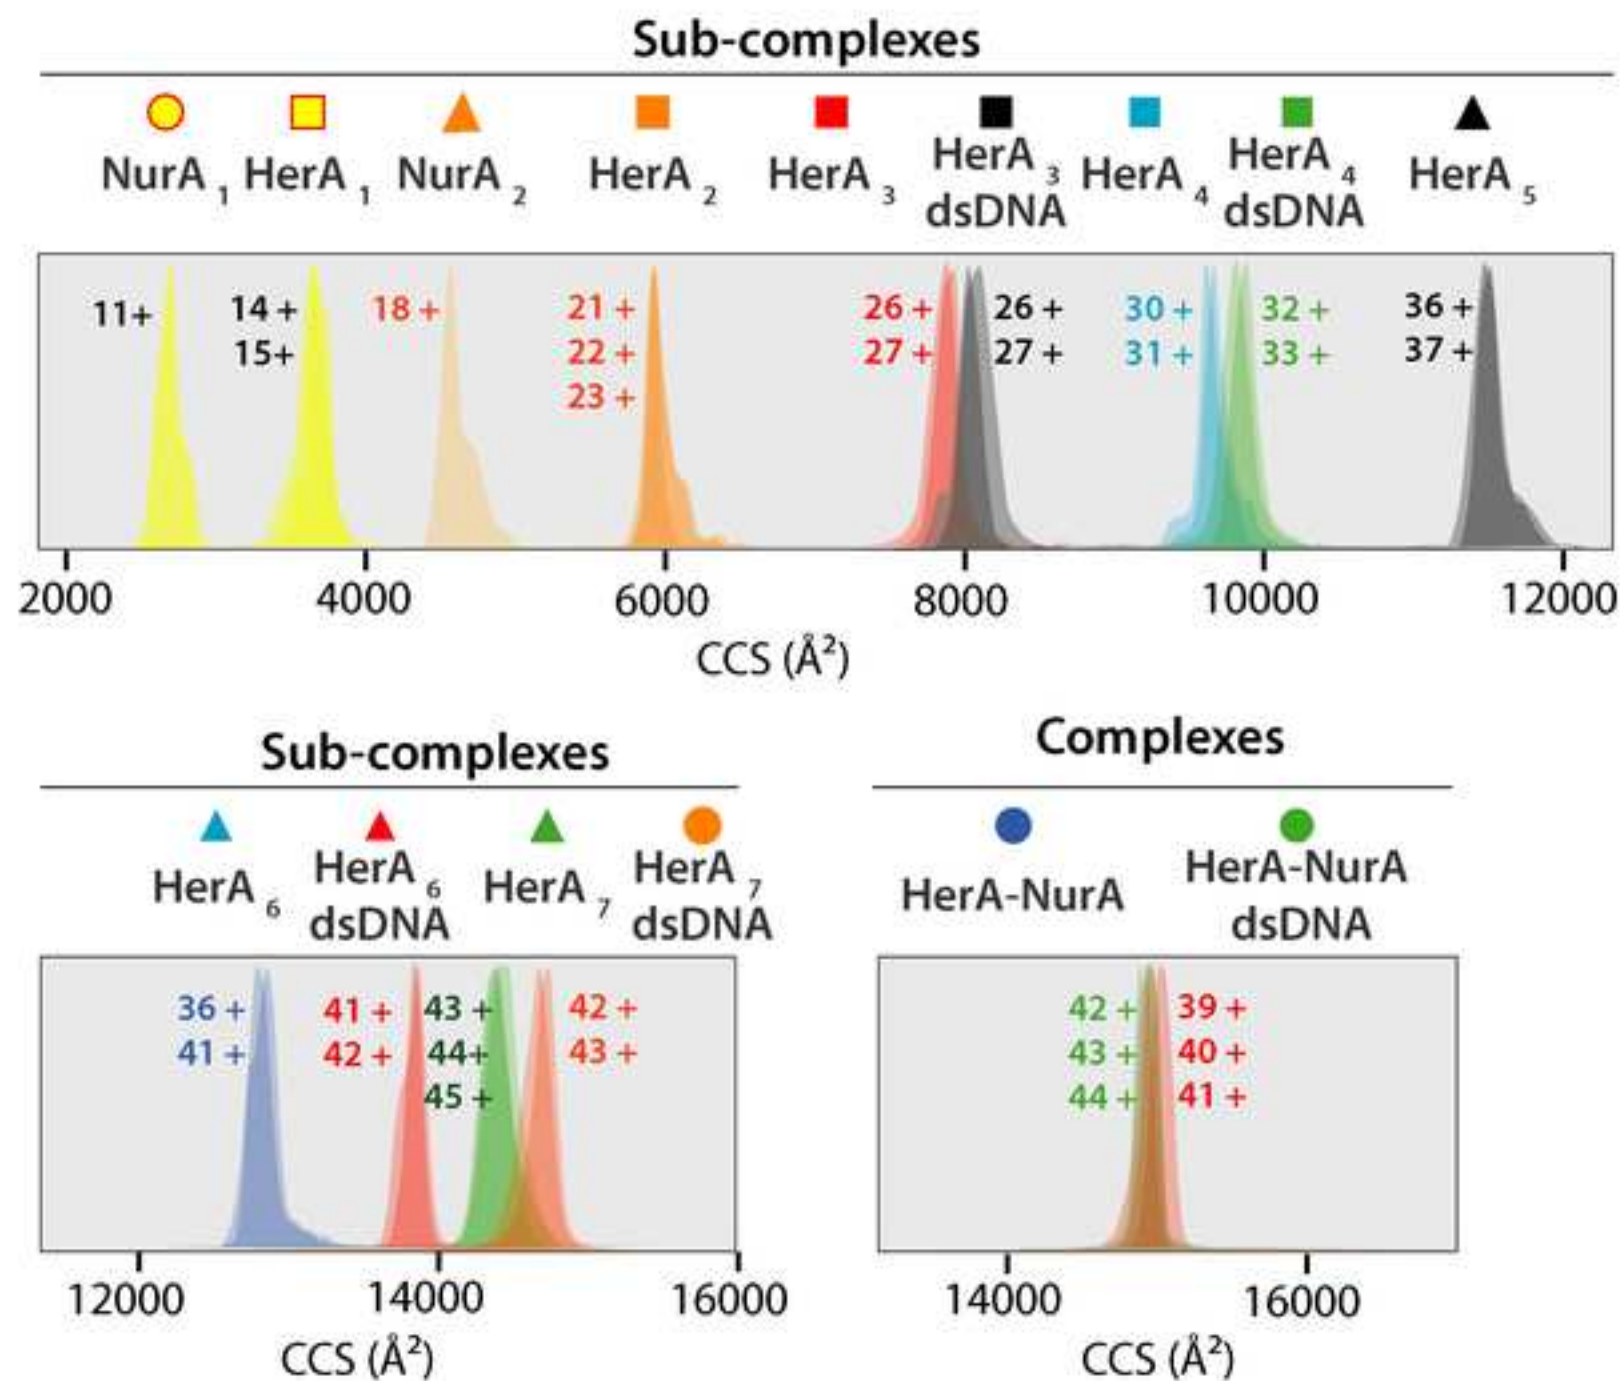 Sub-complexes
NurA 1 HerA 1 NurA 2 HerA 2 HerA 3 HerA 3 dsDNA HerA 4 HerA 4 dsDNA HerA 5
11+ 14 + 18 + 21 + 26 + 26 + 30 + 32 + 36 +
15+ 22 + 27 + 27 + 31 + 33 + 37 +
23 +
2000 4000 6000 8000 10000 12000
CCS (Å²)
Sub-complexes
HerA 6 HerA 6 dsDNA HerA 7 HerA 7 dsDNA
36 + 41 + 43 + 42 +
41 + 42 + 44+ 43 +
45 +
12000 14000 16000
CCS (Å²)
Complexes
HerA-NurA HerA-NurA dsDNA
42 + 39 +
43 + 40 +
44 + 41 +
14000 16000
CCS (Å²)